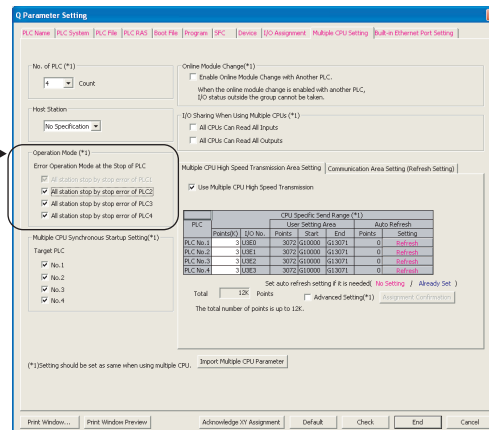 Q Parameter Setting
PLC Name PLC System PLC File PLC RAS Boot File Program SFC Device I/O Assignment Multiple CPU Setting Built-in Ethernet Port Setting
No. of PLC (*1)
4 Count
Host Station
No Specification
Operation Mode (*1)
Error Operation Mode at the Stop of PLC
All station stop by stop error of PLC1
All station stop by stop error of PLC2
All station stop by stop error of PLC3
All station stop by stop error of PLC4
Multiple CPU Synchronous Startup Setting(*1)
Target PLC
No.1
No.2
No.3
No.4
Online Module Change(*1)
Enable Online Module Change with Another PLC.
When the online module change is enabled with another PLC,
I/O status outside the group cannot be taken.
I/O Sharing When Using Multiple CPUs (*1)
All CPUs Can Read All Inputs
All CPUs Can Read All Outputs
Multiple CPU High Speed Transmission Area Setting Communication Area Setting (Refresh Setting)
Use Multiple CPU High Speed Transmission
CPU Specific Send Range (*1)
PLC User Setting Area Auto Refresh
Points(K) I/O No. Points Start End Points Setting
PLC No.1 3 U3E0 3072 G10000 G13071 0 Refresh
PLC No.2 3 U3E1 3072 G10000 G13071 0 Refresh
PLC No.3 3 U3E2 3072 G10000 G13071 0 Refresh
PLC No.4 3 U3E3 3072 G10000 G13071 0 Refresh
Set auto refresh setting if it is needed( No Setting / Already Set )
Total 12K Points Advanced Setting(*1) Assignment Confirmation
The total number of points is up to 12K.
(*1)Setting should be set as same when using multiple CPU. Import Multiple CPU Parameter
Print Window... Print Window Preview Acknowledge XY Assignment Default Check End Cancel